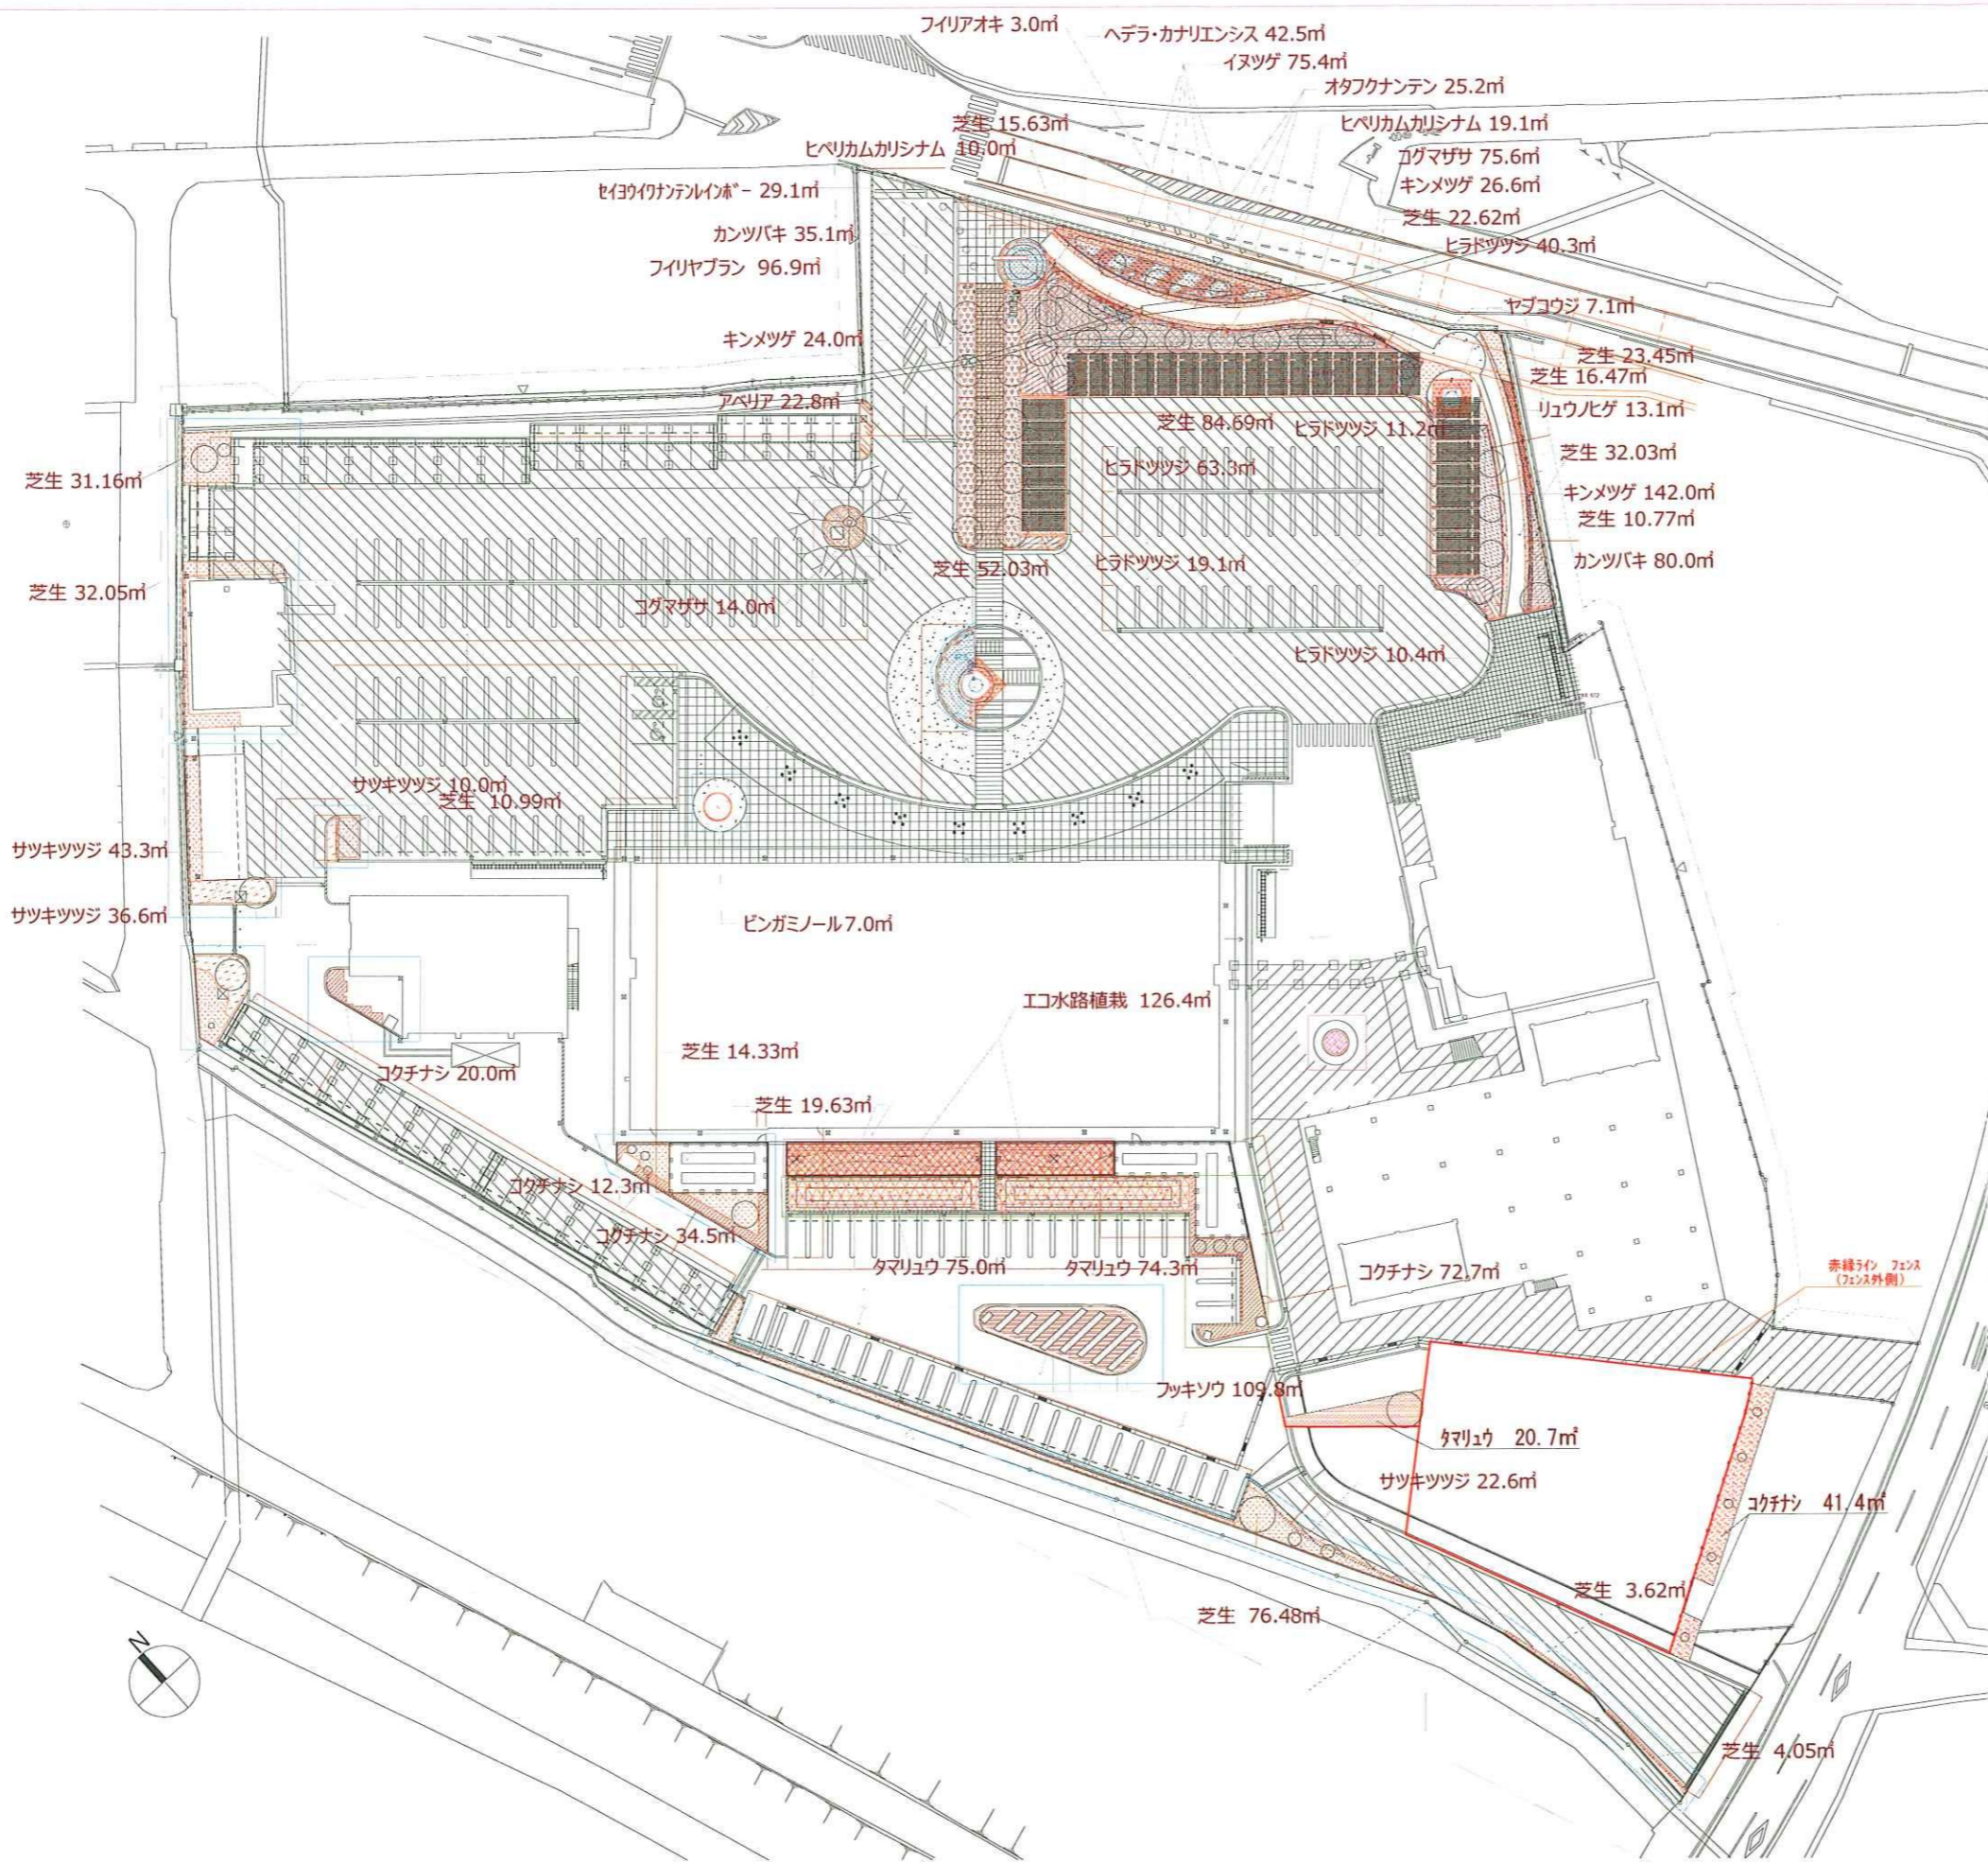 フイリアオキ 3.0㎡
ヘデラ・カナリエンシス 42.5㎡
イヌツゲ 75.4㎡
オタフクナンテン 25.2㎡
芝生 15.63㎡
ヒペリカムカリシナム 19.1㎡
ヒペリカムカリシナム 10.0㎡
コグマザサ 75.6㎡
キンメツゲ 26.6㎡
セイヨウイワナンテンレインボー 29.1㎡
芝生 22.62㎡
カンツバキ 35.1㎡
ヒラドツツジ 40.3㎡
フイリヤブラン 96.9㎡
ヤブコウジ 7.1㎡
キンメツゲ 24.0㎡
芝生 23.45㎡
芝生 16.47㎡
アベリア 22.8㎡
リュウノヒゲ 13.1㎡
芝生 84.69㎡
ヒラドツツジ 11.2㎡
芝生 32.03㎡
ヒラドツツジ 63.3㎡
芝生 31.16㎡
キンメツゲ 142.0㎡
芝生 10.77㎡
カンツバキ 80.0㎡
ヒラドツツジ 19.1㎡
芝生 52.03㎡
芝生 32.05㎡
コグマザサ 14.0㎡
ヒラドツツジ 10.4㎡
サツキツツジ 10.0㎡
芝生 10.99㎡
サツキツツジ 43.3㎡
サツキツツジ 36.6㎡
ビンガミノール7.0㎡
エコ水路植栽 126.4㎡
芝生 14.33㎡
コクチナシ 20.0㎡
芝生 19.63㎡
コクチナシ 12.3㎡
コクチナシ 34.5㎡
タマリュウ 75.0㎡
タマリュウ 74.3㎡
コクチナシ 72.7㎡
赤縁ライン フェンス
(フェンス外側)
フッキソウ 109.8㎡
タマリュウ 20.7㎡
サツキツツジ 22.6㎡
コクチナシ 41.4㎡
芝生 3.62㎡
芝生 76.48㎡
N
芝生 4.05㎡